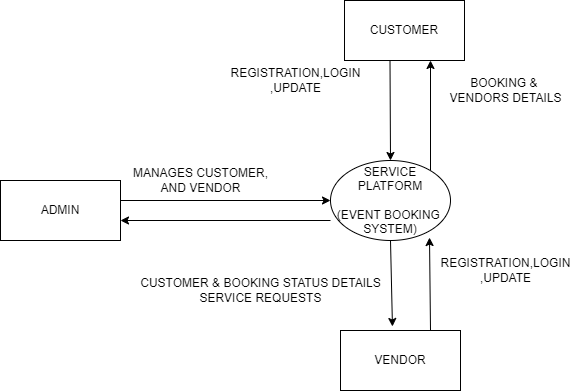 CUSTOMER
REGISTRATION,LOGIN
,UPDATE
BOOKING &
VENDORS DETAILS
MANAGES CUSTOMER,
AND VENDOR
SERVICE
PLATFORM
(EVENT BOOKING
SYSTEM)
ADMIN
CUSTOMER & BOOKING STATUS DETAILS
SERVICE REQUESTS
REGISTRATION,LOGIN
,UPDATE
VENDOR